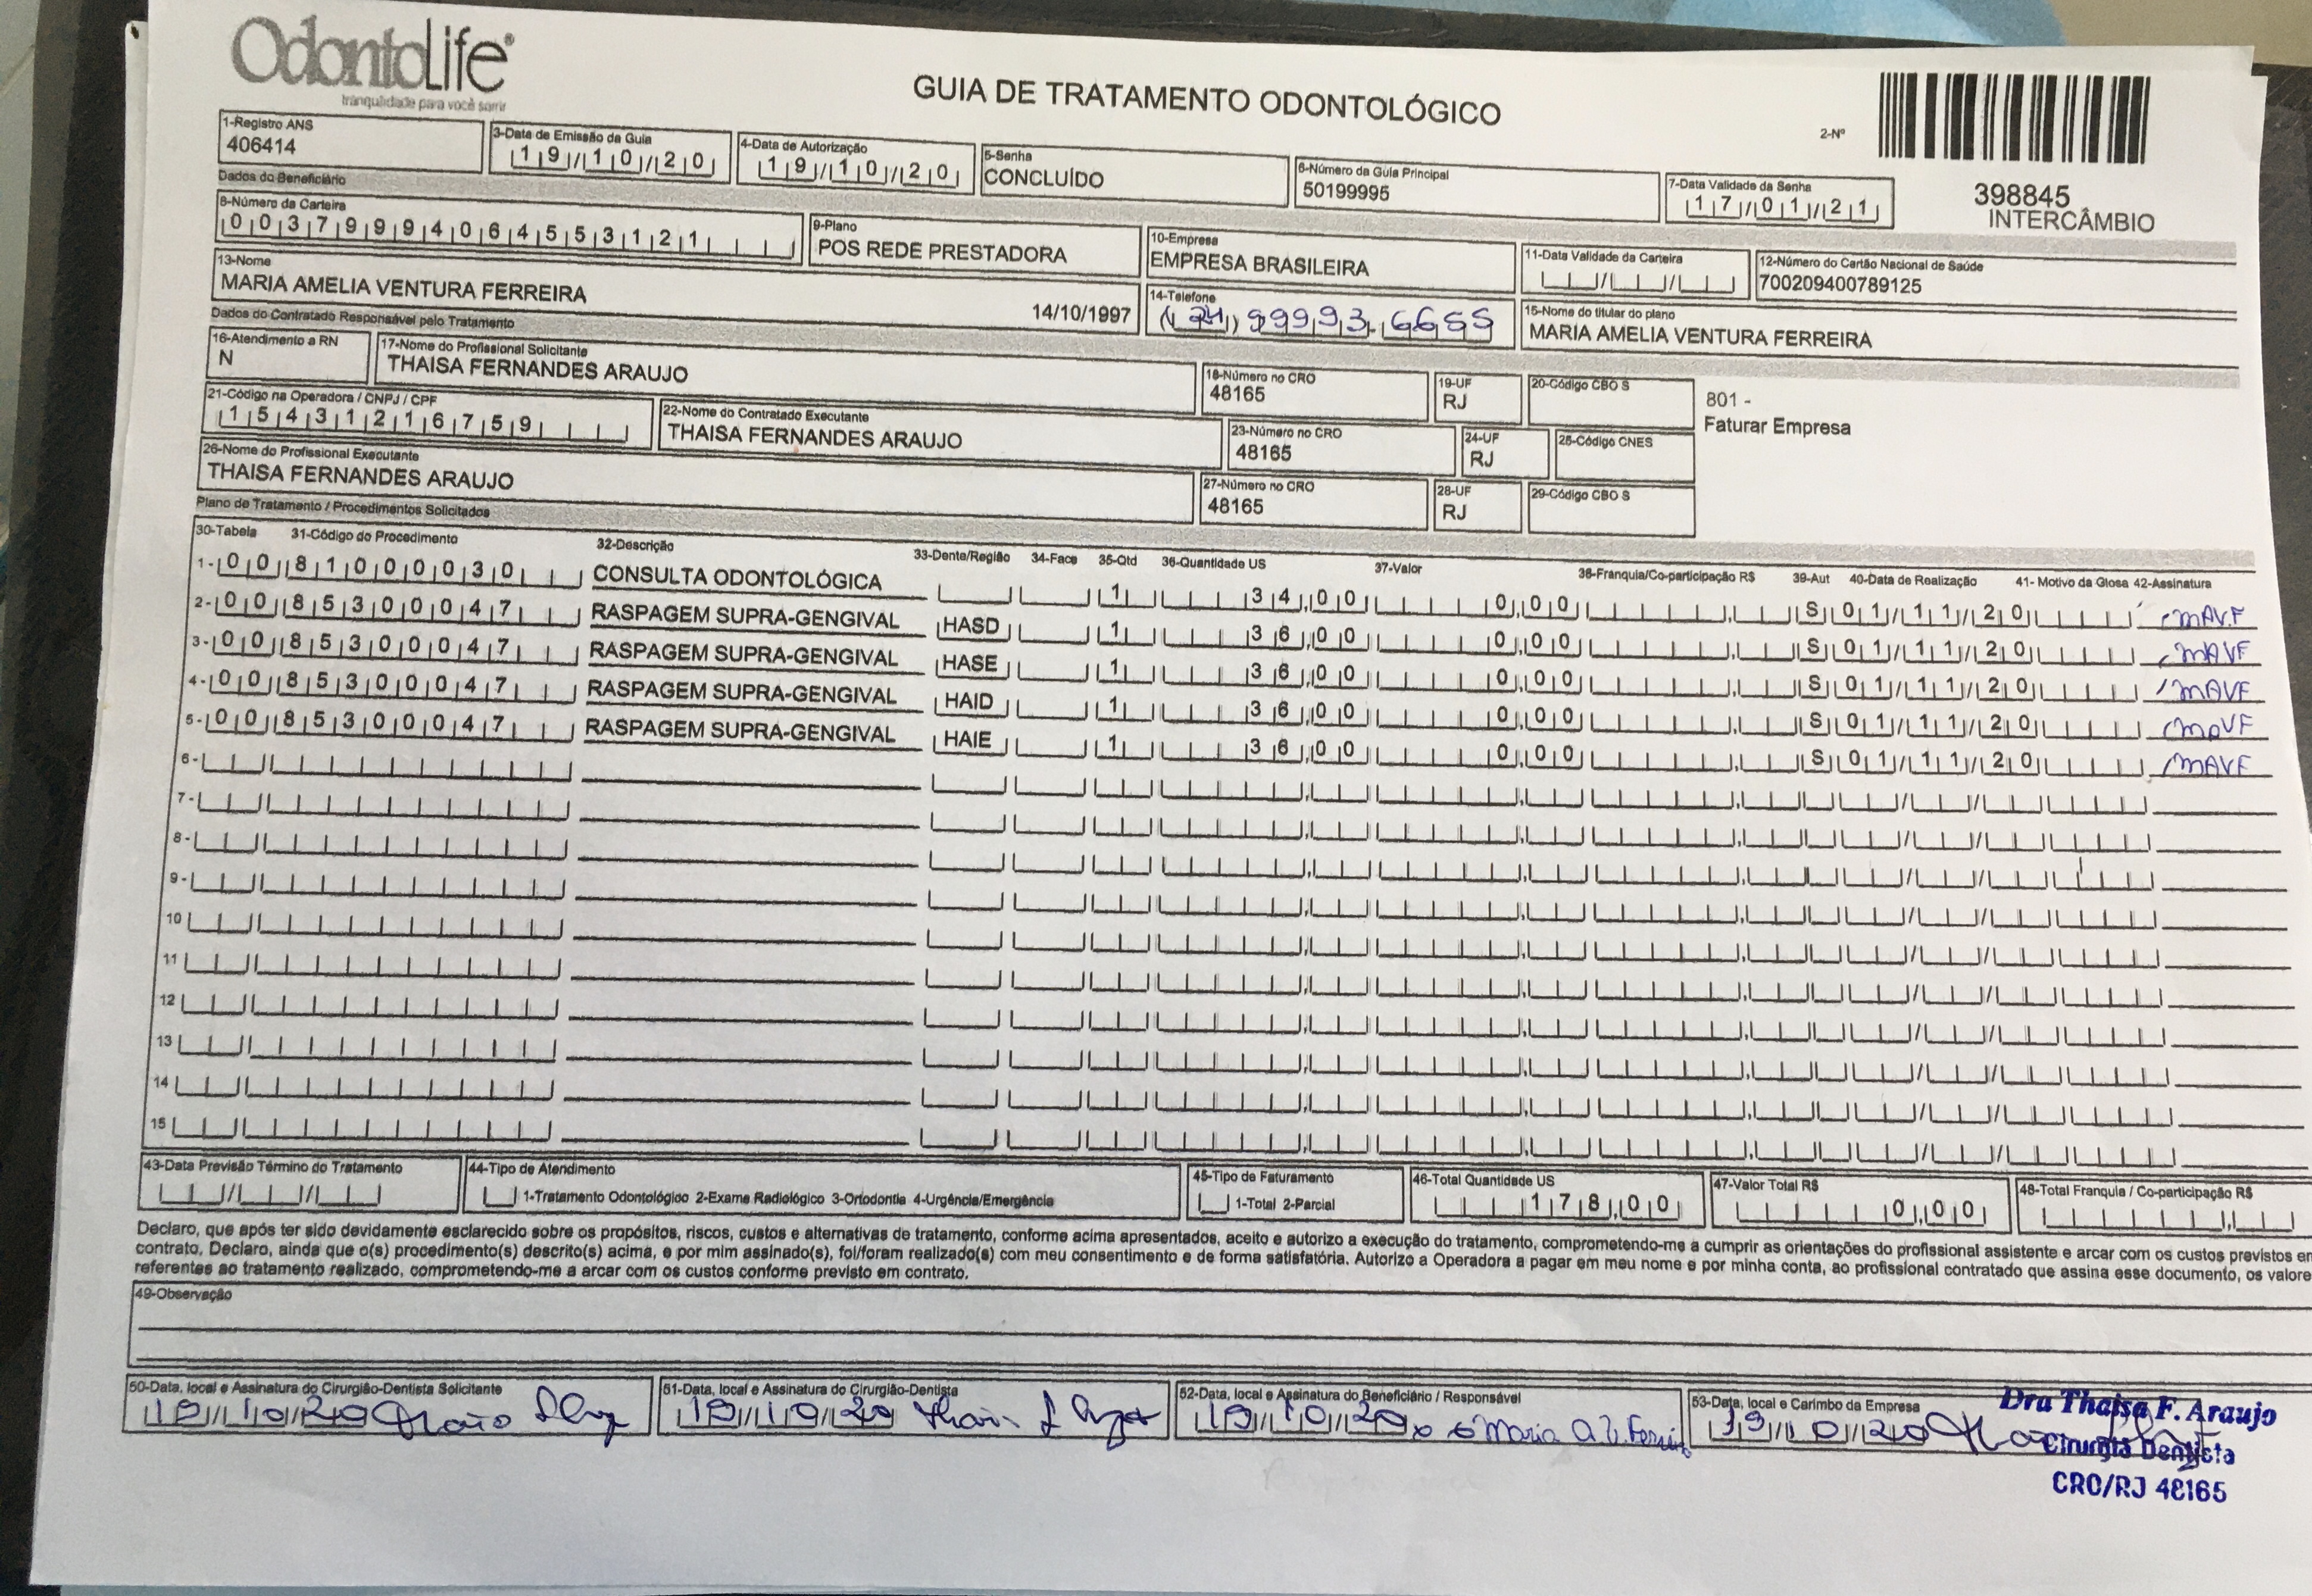 OdontoLife®
tranquilidade para você sorrir
GUIA DE TRATAMENTO ODONTOLÓGICO
2-Nº
398845
INTERCÂMBIO
1-Registro ANS
406414
3-Data de Emissão da Guia
19/10/20
4-Data de Autorização
19/10/20
5-Senha
CONCLUÍDO
6-Número da Guia Principal
50199995
7-Data Validade da Senha
17/01/21
Dados do Beneficiário
8-Número da Carteira
00379994064553121
9-Plano
POS REDE PRESTADORA
10-Empresa
EMPRESA BRASILEIRA
11-Data Validade da Carteira
12-Número do Cartão Nacional de Saúde
700209400789125
13-Nome
MARIA AMELIA VENTURA FERREIRA 14/10/1997
14-Telefone
(24) 99993-6655
15-Nome do titular do plano
MARIA AMELIA VENTURA FERREIRA
Dados do Contratado Responsável pelo Tratamento
16-Atendimento a RN
N
17-Nome do Profissional Solicitante
THAISA FERNANDES ARAUJO
18-Número no CRO
48165
19-UF
RJ
20-Código CBO S
801 -
Faturar Empresa
21-Código na Operadora / CNPJ / CPF
15431216759
22-Nome do Contratado Executante
THAISA FERNANDES ARAUJO
23-Número no CRO
48165
24-UF
RJ
25-Código CNES
26-Nome do Profissional Executante
THAISA FERNANDES ARAUJO
27-Número no CRO
48165
28-UF
RJ
29-Código CBO S
Plano de Tratamento / Procedimentos Solicitados
30-Tabela 31-Código do Procedimento 32-Descrição 33-Dente/Região 34-Face 35-Qtd 36-Quantidade US 37-Valor 38-Franquia/Co-participação R$ 39-Aut 40-Data de Realização 41- Motivo da Glosa 42-Assinatura
1- 00 81000030 CONSULTA ODONTOLÓGICA 1 34,00 0,00 S 01/11/20 MAV.F
2- 00 85300047 RASPAGEM SUPRA-GENGIVAL HASD 1 36,00 0,00 S 01/11/20 MAVF
3- 00 85300047 RASPAGEM SUPRA-GENGIVAL HASE 1 36,00 0,00 S 01/11/20 MAVF
4- 00 85300047 RASPAGEM SUPRA-GENGIVAL HAID 1 36,00 0,00 S 01/11/20 MAVF
5- 00 85300047 RASPAGEM SUPRA-GENGIVAL HAIE 1 36,00 0,00 S 01/11/20 MAVF
6-
7-
8-
9-
10
11
12
13
14
15
43-Data Previsão Término do Tratamento
44-Tipo de Atendimento
1-Tratamento Odontológico 2-Exame Radiológico 3-Ortodontia 4-Urgência/Emergência
45-Tipo de Faturamento
1-Total 2-Parcial
46-Total Quantidade US
178,00
47-Valor Total R$
0,00
48-Total Franquia / Co-participação R$
Declaro, que após ter sido devidamente esclarecido sobre os propósitos, riscos, custos e alternativas de tratamento, conforme acima apresentados, aceito e autorizo a execução do tratamento, comprometendo-me a cumprir as orientações do profissional assistente e arcar com os custos previstos em
contrato. Declaro, ainda que o(s) procedimento(s) descrito(s) acima, e por mim assinado(s), foi/foram realizado(s) com meu consentimento e de forma satisfatória. Autorizo a Operadora a pagar em meu nome e por minha conta, ao profissional contratado que assina esse documento, os valore
referentes ao tratamento realizado, comprometendo-me a arcar com os custos conforme previsto em contrato.
49-Observação
50-Data, local e Assinatura do Cirurgião-Dentista Solicitante
19/10/20
51-Data, local e Assinatura do Cirurgião-Dentista
19/10/20
52-Data, local e Assinatura do Beneficiário / Responsável
19/10/20 x Maria A.V. Ferreira
53-Data, local e Carimbo da Empresa
19/10/20
Dra Thaisa F. Araujo
Cirurgiã Dentista
CRO/RJ 48165